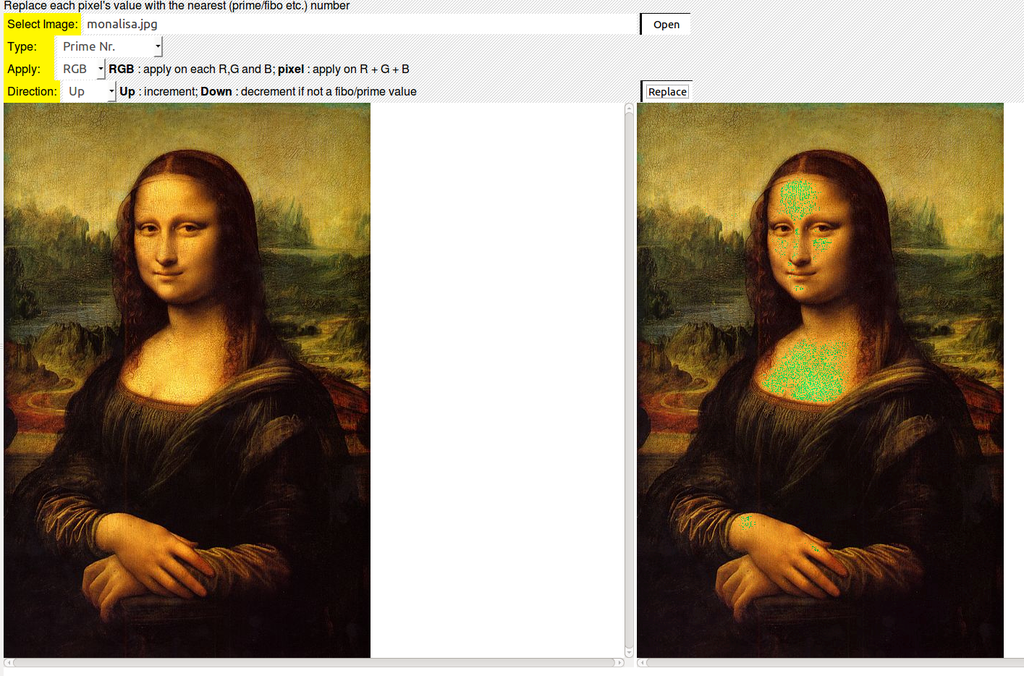 Replace each pixel's value with the nearest (prime/fibo etc.) number
Select Image: monalisa.jpg Open
Type: Prime Nr.
Apply: RGB RGB : apply on each R,G and B; pixel : apply on R + G + B
Direction: Up Up : increment; Down : decrement if not a fibo/prime value Replace